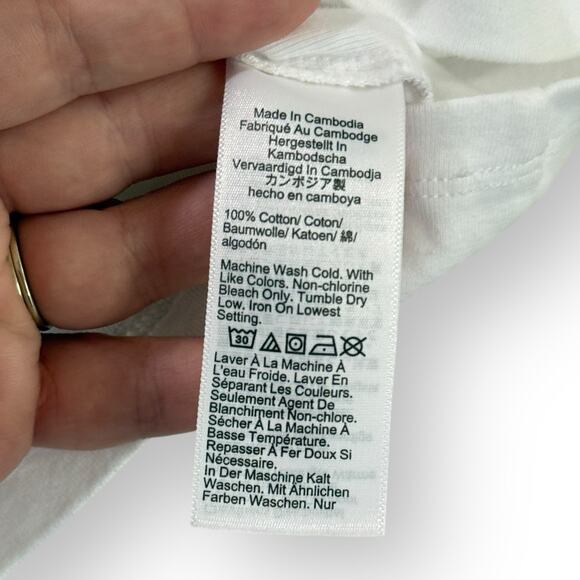 Made In Cambodia
Fabriqué Au Cambodge
Hergestellt In
Kambodscha
Vervaardigd In Cambodja
カンボジア製
hecho en camboya
100% Cotton/ Coton/
Baumwolle/ Katoen/ 綿/
algodón
Machine Wash Cold. With
Like Colors. Non-chlorine
Bleach Only. Tumble Dry
Low. Iron On Lowest
Setting.
30
Laver À La Machine À
L'eau Froide. Laver En
Séparant Les Couleurs.
Seulement Agent De
Blanchiment Non-chlore.
Sécher À La Machine À
Basse Température.
Repasser À Fer Doux Si
Nécessaire.
In Der Maschine Kalt
Waschen. Mit Ähnlichen
Farben Waschen. Nur